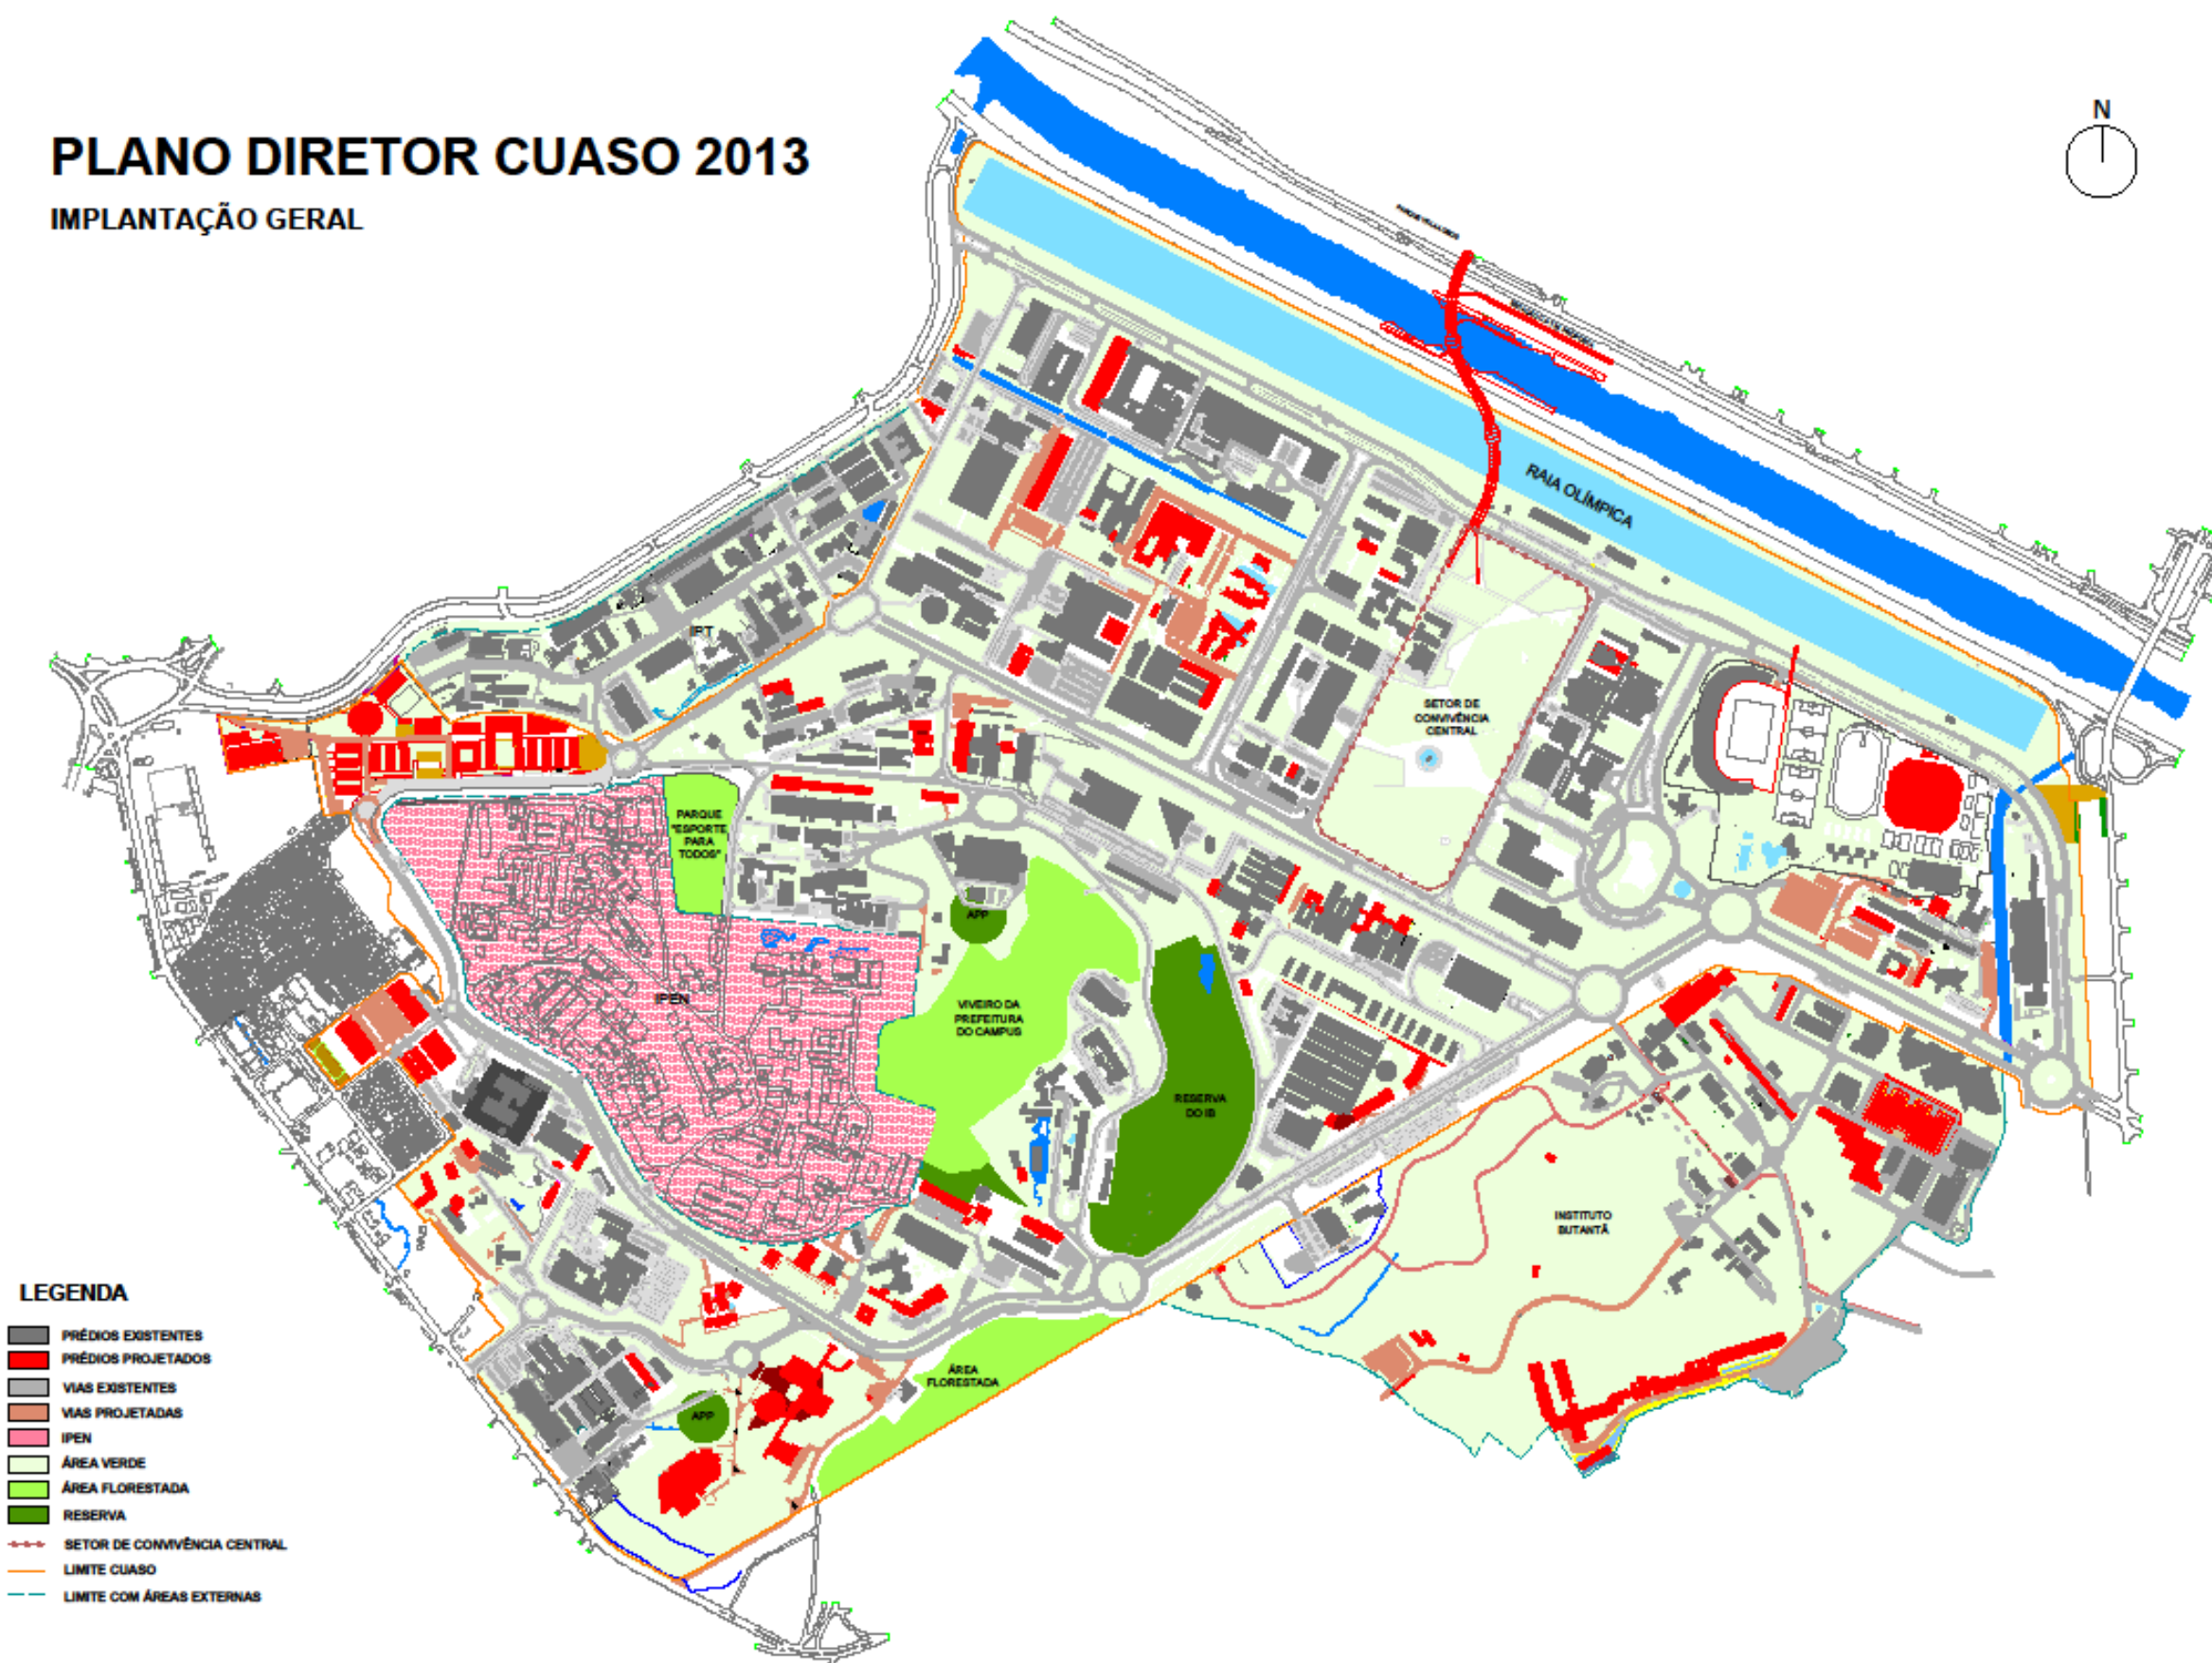 PLANO DIRETOR CUASO 2013
IMPLANTAÇÃO GERAL
N
RAIA OLÍMPICA
IPT
SETOR DE
CONVIVÊNCIA
CENTRAL
PARQUE
"ESPORTE
PARA
TODOS"
APP
IPEN
VIVEIRO DA
PREFEITURA
DO CAMPUS
RESERVA
DO IB
INSTITUTO
BUTANTÃ
ÁREA
FLORESTADA
APP
LEGENDA
PRÉDIOS EXISTENTES
PRÉDIOS PROJETADOS
VIAS EXISTENTES
VIAS PROJETADAS
IPEN
ÁREA VERDE
ÁREA FLORESTADA
RESERVA
SETOR DE CONVIVÊNCIA CENTRAL
LIMITE CUASO
LIMITE COM ÁREAS EXTERNAS